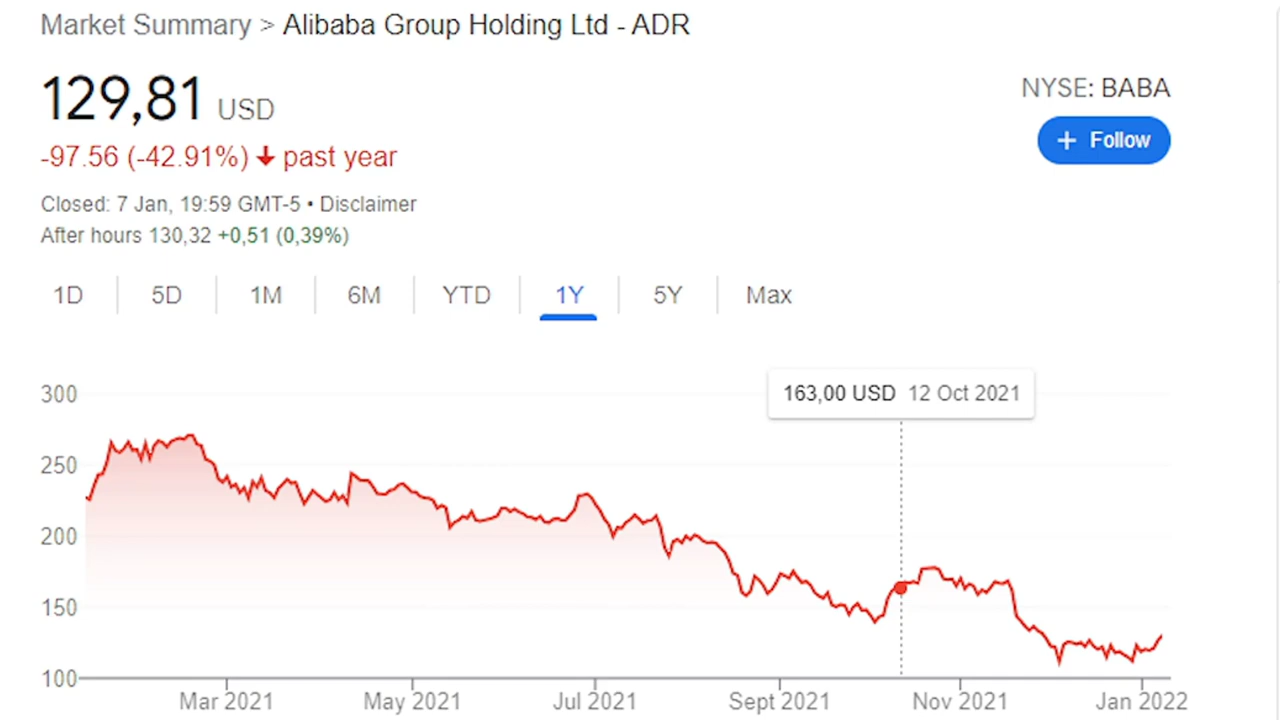 Market Summary > Alibaba Group Holding Ltd - ADR
129,81 USD
NYSE: BABA
+ Follow
-97.56 (-42.91%) ↓ past year
Closed: 7 Jan, 19:59 GMT-5 • Disclaimer
After hours 130,32 +0,51 (0,39%)
1D 5D 1M 6M YTD 1Y 5Y Max
163,00 USD 12 Oct 2021
300
250
200
150
100
Mar 2021 May 2021 Jul 2021 Sept 2021 Nov 2021 Jan 2022